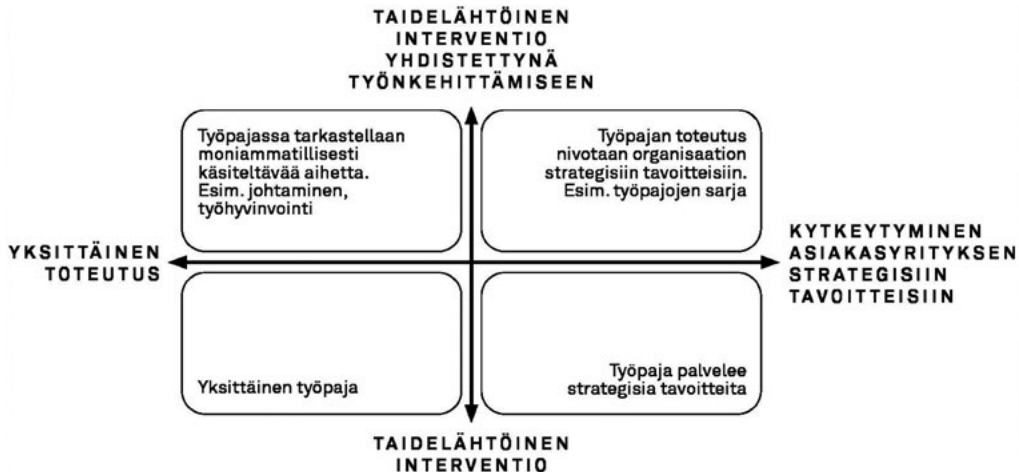 TAIDELÄHTÖINEN
INTERVENTIO
YHDISTETTYNÄ
TYÖNKEHITTÄMISEEN
Työpajassa tarkastellaan
moniammatillisesti
käsiteltävää aihetta.
Esim. johtaminen,
työhyvinvointi
Työpajan toteutus
nivotaan organisaation
strategisiin tavoitteisiin.
Esim. työpajojen sarja
YKSITTÄINEN
TOTEUTUS
KYTKEYTYMINEN
ASIAKASYRITYKSEN
STRATEGISIIN
TAVOITTEISIIN
Yksittäinen työpaja
Työpaja palvelee
strategisia tavoitteita
TAIDELÄHTÖINEN
INTERVENTIO